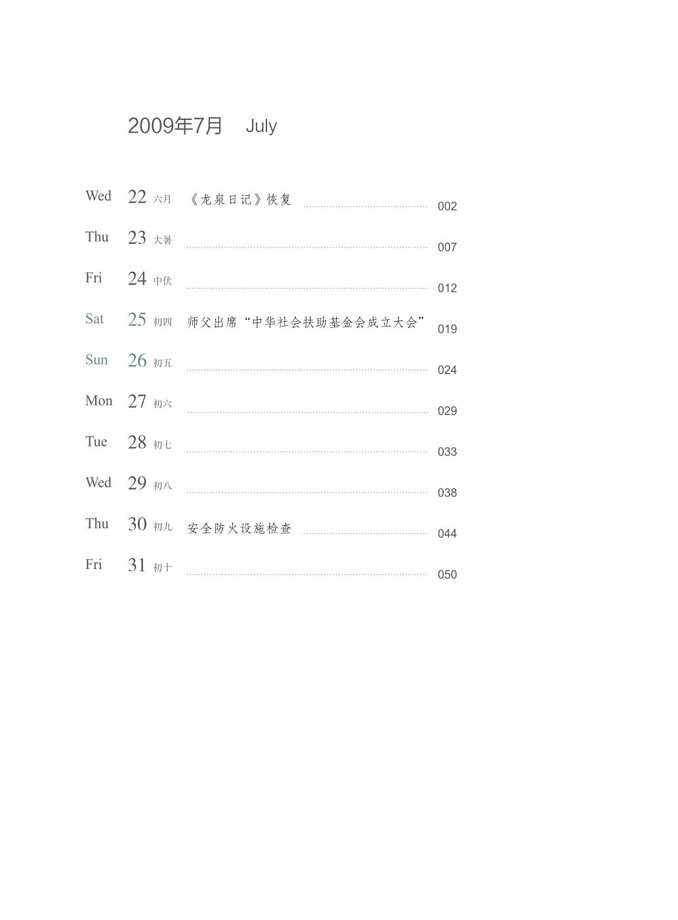 2009年7月 July
Wed 22 六月 《龙泉日记》恢复 002
Thu 23 大暑 007
Fri 24 中伏 012
Sat 25 初四 师父出席“中华社会扶助基金会成立大会” 019
Sun 26 初五 024
Mon 27 初六 029
Tue 28 初七 033
Wed 29 初八 038
Thu 30 初九 安全防火设施检查 044
Fri 31 初十 050